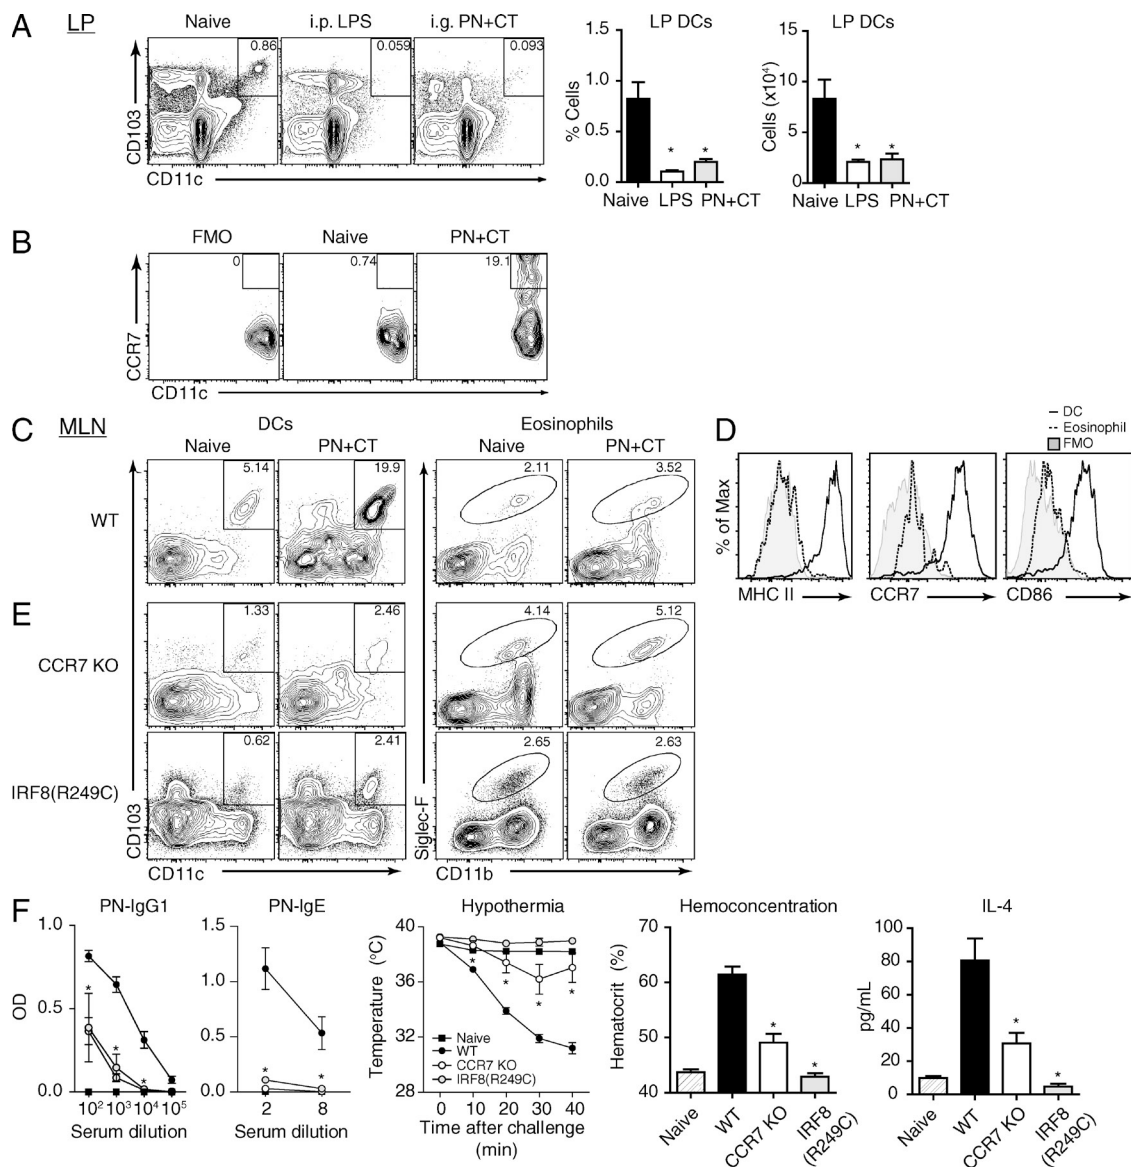 A LP
Naive i.p. LPS i.g. PN+CT
0.86 0.059 0.093
CD103
CD11c
LP DCs
% Cells
1.0
0.5
0.0
Naive LPS PN+CT
* *
LP DCs
Cells (x10⁴)
15
10
5
0
Naive LPS PN+CT
* *
B
FMO Naive PN+CT
0 0.74 19.1
CCR7
CD11c
C MLN
DCs Eosinophils
Naive PN+CT Naive PN+CT
WT
5.14 19.9 2.11 3.52
D
DC
Eosinophil
FMO
% of Max
MHC II CCR7 CD86
E
CCR7 KO
1.33 2.46 4.14 5.12
IRF8(R249C)
0.62 2.41 2.65 2.63
CD103
CD11c
Siglec-F
CD11b
F
PN-IgG1
OD
1.0
0.5
0.0
* * *
10² 10³ 10⁴ 10⁵
Serum dilution
PN-IgE
1.5
1.0
0.5
0.0
* *
2 8
Serum dilution
Hypothermia
Temperature (°C)
40
36
32
28
* * * *
Naive
WT
CCR7 KO
IRF8(R249C)
0 10 20 30 40
Time after challenge
(min)
Hemoconcentration
Hematocrit (%)
70
60
50
40
* *
Naive WT CCR7 KO IRF8
(R249C)
IL-4
pg/mL
100
80
60
40
20
0
* *
Naive WT CCR7 KO IRF8
(R249C)